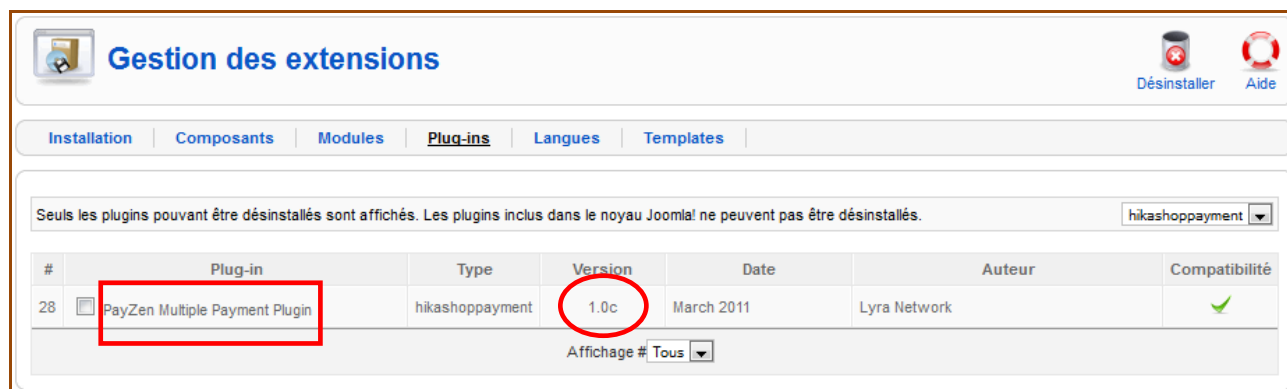 Gestion des extensions
Désinstaller Aide
Installation Composants Modules Plug-ins Langues Templates
Seuls les plugins pouvant être désinstallés sont affichés. Les plugins inclus dans le noyau Joomla! ne peuvent pas être désinstallés. hikashoppayment
# Plug-in Type Version Date Auteur Compatibilité
28 PayZen Multiple Payment Plugin hikashoppayment 1.0c March 2011 Lyra Network
Affichage # Tous